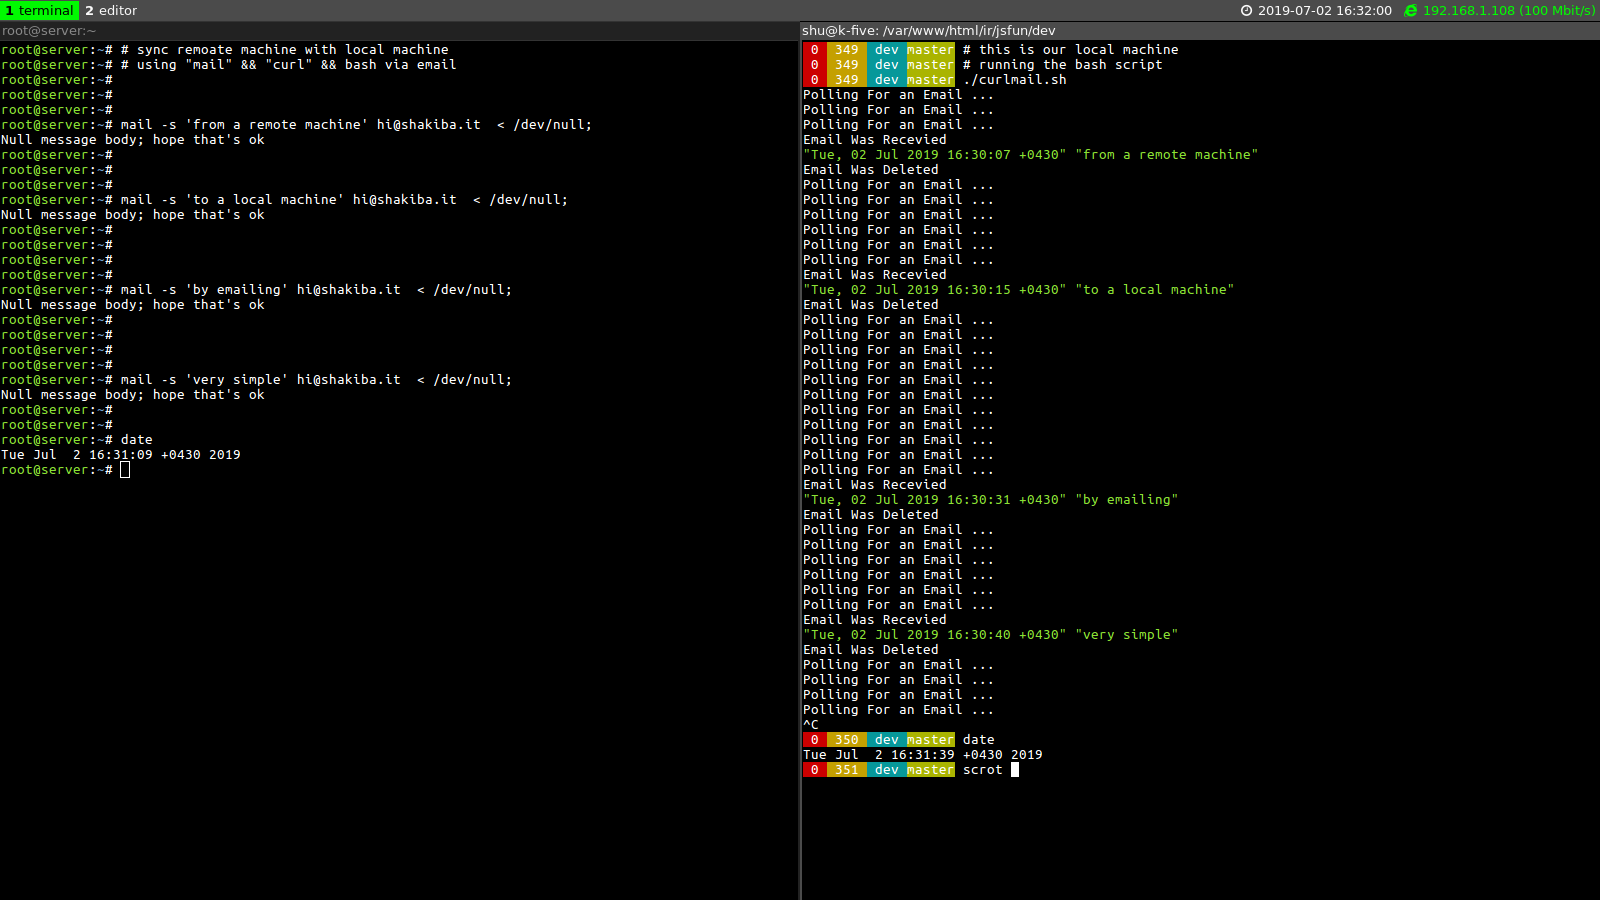 1 terminal 2 editor
2019-07-02 16:32:00 192.168.1.108 (100 Mbit/s)
root@server:~
root@server:~# # sync remoate machine with local machine
root@server:~# # using "mail" && "curl" && bash via email
root@server:~#
root@server:~#
root@server:~#
root@server:~# mail -s 'from a remote machine' hi@shakiba.it  < /dev/null;
Null message body; hope that's ok
root@server:~#
root@server:~#
root@server:~#
root@server:~# mail -s 'to a local machine' hi@shakiba.it  < /dev/null;
Null message body; hope that's ok
root@server:~#
root@server:~#
root@server:~#
root@server:~#
root@server:~# mail -s 'by emailing' hi@shakiba.it  < /dev/null;
Null message body; hope that's ok
root@server:~#
root@server:~#
root@server:~#
root@server:~#
root@server:~# mail -s 'very simple' hi@shakiba.it  < /dev/null;
Null message body; hope that's ok
root@server:~#
root@server:~#
root@server:~# date
Tue Jul  2 16:31:09 +0430 2019
root@server:~#
shu@k-five: /var/www/html/ir/jsfun/dev
0 349 dev master # this is our local machine
0 349 dev master # running the bash script
0 349 dev master ./curlmail.sh
Polling For an Email ...
Polling For an Email ...
Polling For an Email ...
Email Was Recevied
"Tue, 02 Jul 2019 16:30:07 +0430" "from a remote machine"
Email Was Deleted
Polling For an Email ...
Polling For an Email ...
Polling For an Email ...
Polling For an Email ...
Polling For an Email ...
Polling For an Email ...
Email Was Recevied
"Tue, 02 Jul 2019 16:30:15 +0430" "to a local machine"
Email Was Deleted
Polling For an Email ...
Polling For an Email ...
Polling For an Email ...
Polling For an Email ...
Polling For an Email ...
Polling For an Email ...
Polling For an Email ...
Polling For an Email ...
Polling For an Email ...
Polling For an Email ...
Polling For an Email ...
Email Was Recevied
"Tue, 02 Jul 2019 16:30:31 +0430" "by emailing"
Email Was Deleted
Polling For an Email ...
Polling For an Email ...
Polling For an Email ...
Polling For an Email ...
Polling For an Email ...
Polling For an Email ...
Email Was Recevied
"Tue, 02 Jul 2019 16:30:40 +0430" "very simple"
Email Was Deleted
Polling For an Email ...
Polling For an Email ...
Polling For an Email ...
Polling For an Email ...
^C
0 350 dev master date
Tue Jul  2 16:31:39 +0430 2019
0 351 dev master scrot